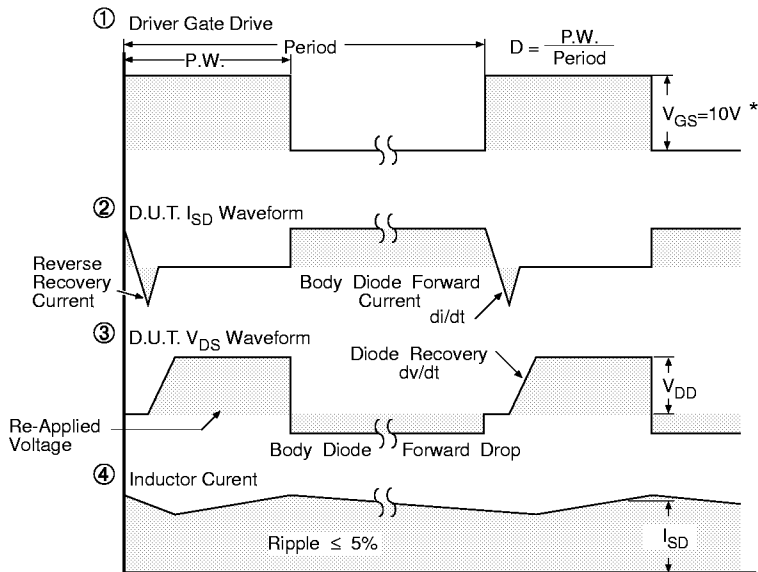 ① Driver Gate Drive
Period
P.W.
D = P.W.
Period
V_GS=10V *
② D.U.T. I_SD Waveform
Reverse
Recovery
Current
Body Diode Forward
Current
di/dt
③ D.U.T. V_DS Waveform
Diode Recovery
dv/dt
V_DD
Re-Applied
Voltage
Body Diode Forward Drop
④ Inductor Curent
Ripple ≤ 5%
I_SD